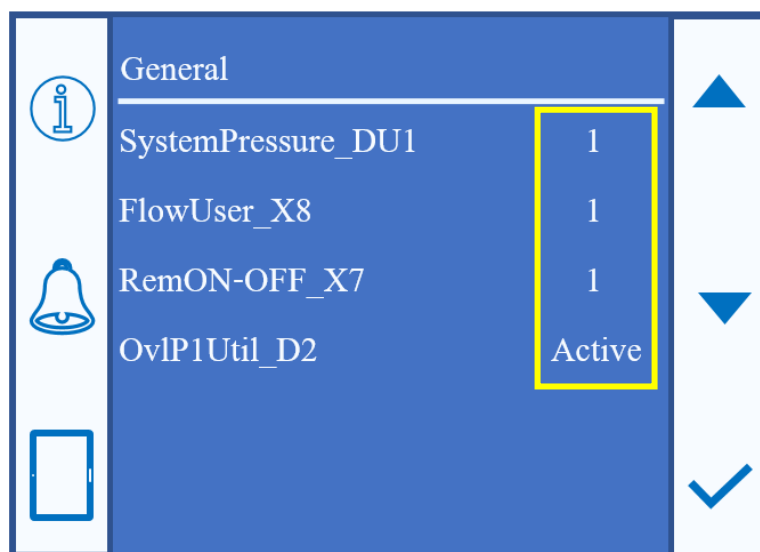 General
SystemPressure_DU1 1
FlowUser_X8 1
RemON-OFF_X7 1
OvlP1Util_D2 Active